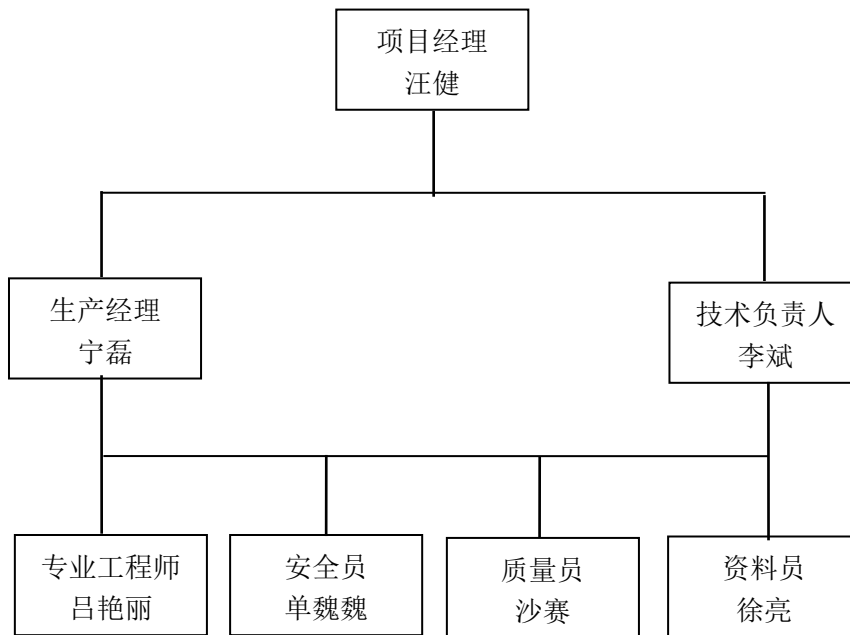 项目经理
汪健
生产经理
宁磊
技术负责人
李斌
专业工程师
吕艳丽
安全员
单魏魏
质量员
沙赛
资料员
徐亮